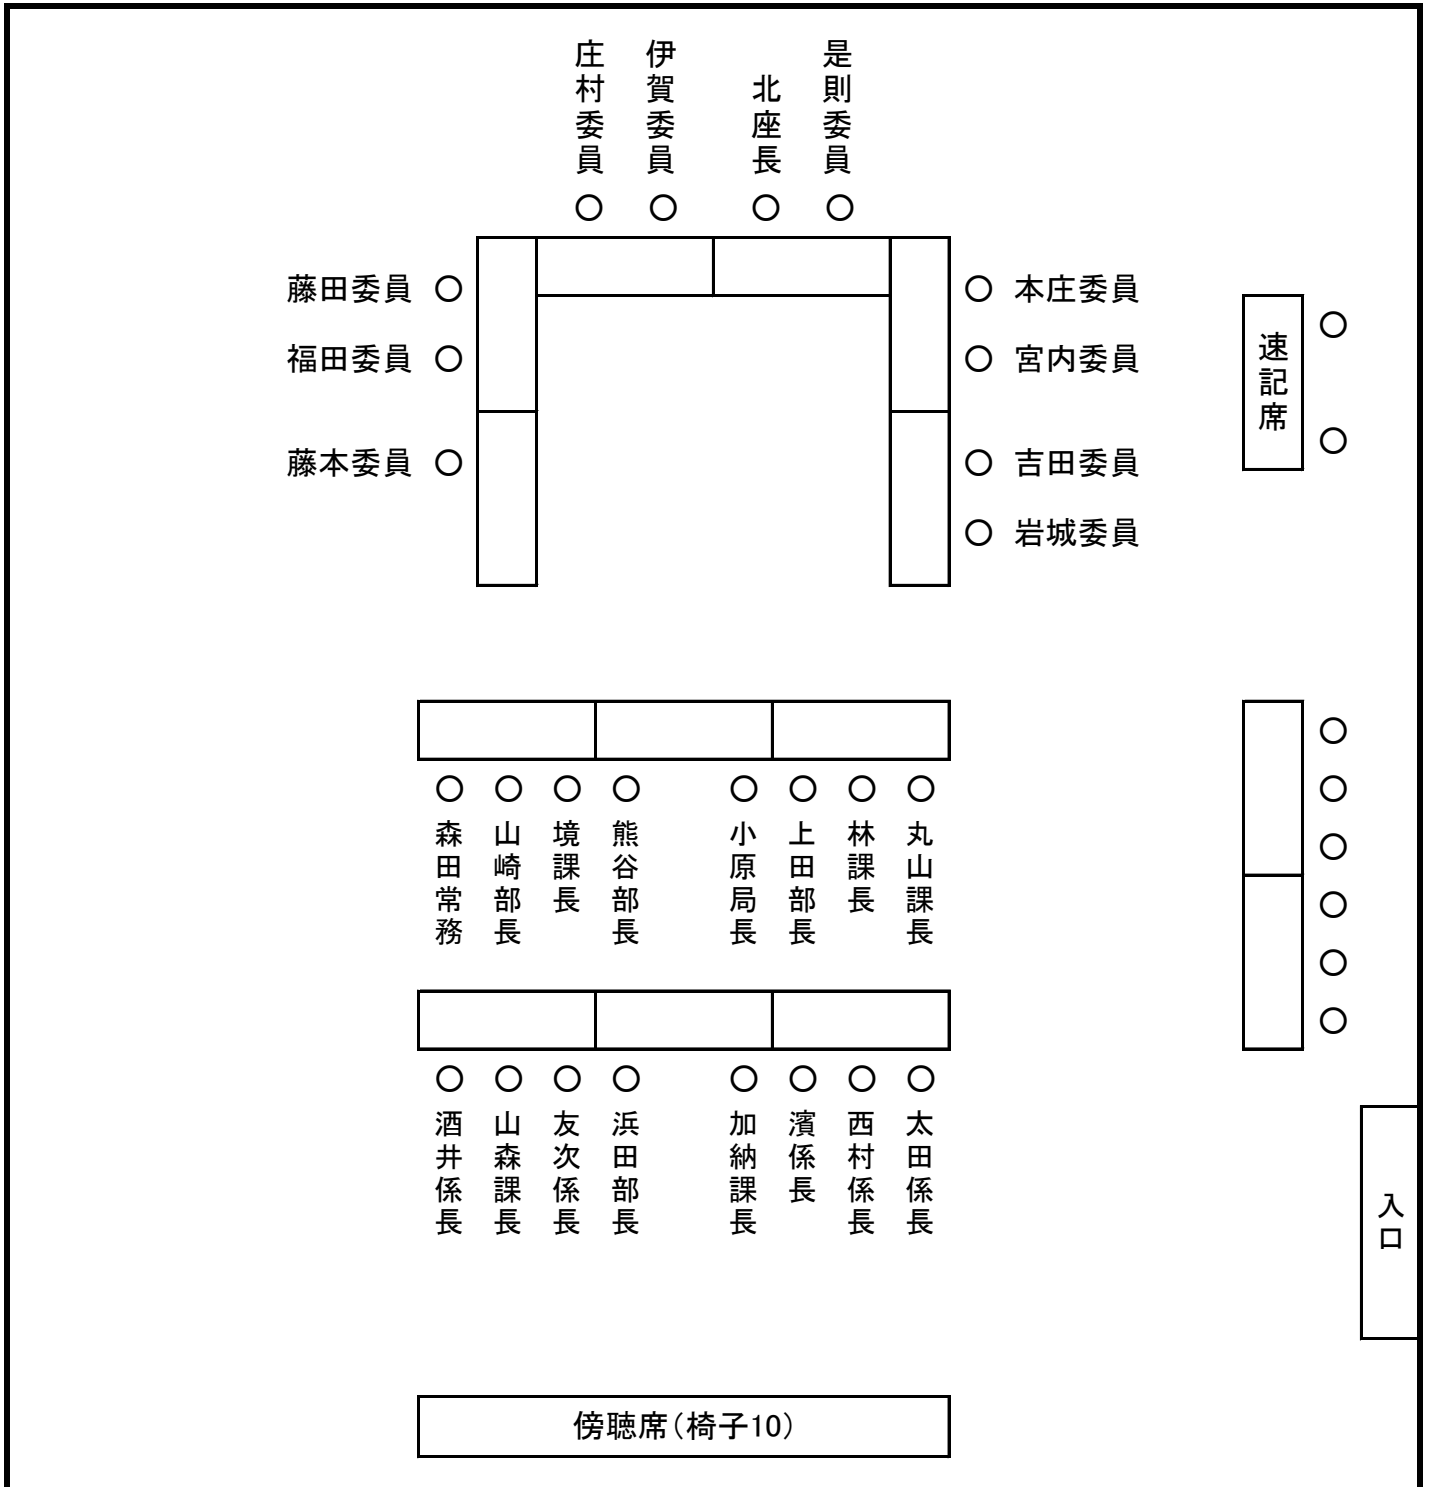 庄村委員
伊賀委員
北座長
是則委員
藤田委員
福田委員
藤本委員
本庄委員
宮内委員
吉田委員
岩城委員
速記席
森田常務
山崎部長
境課長
熊谷部長
小原局長
上田部長
林課長
丸山課長
酒井係長
山森課長
友次係長
浜田部長
加納課長
濱係長
西村係長
太田係長
入口
傍聴席（椅子10）